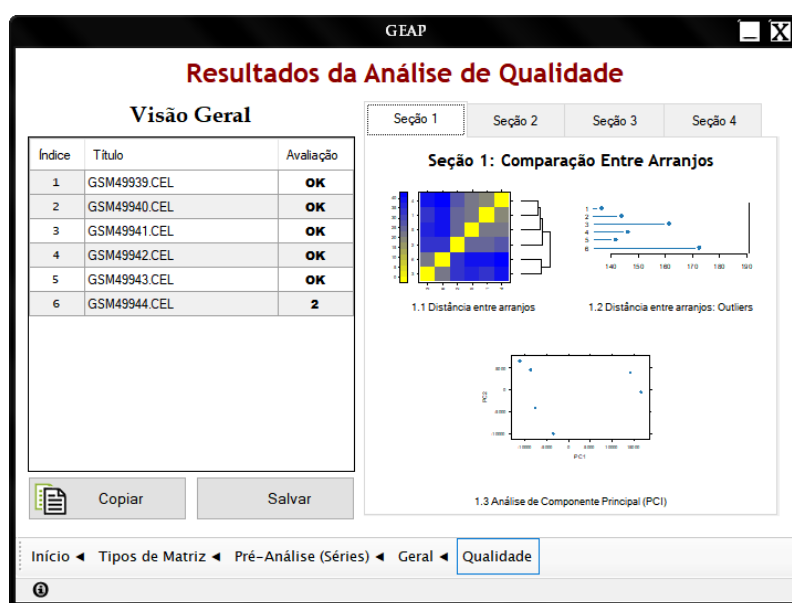 GEAP
Resultados da Análise de Qualidade
Visão Geral
Índice Título Avaliação
1 GSM49939.CEL OK
2 GSM49940.CEL OK
3 GSM49941.CEL OK
4 GSM49942.CEL OK
5 GSM49943.CEL OK
6 GSM49944.CEL 2
Copiar Salvar
Seção 1 Seção 2 Seção 3 Seção 4
Seção 1: Comparação Entre Arranjos
1
2
3
4
5
6
140 150 160 170 180 190
1.1 Distância entre arranjos
1.2 Distância entre arranjos: Outliers
PC2
PC1
1.3 Análise de Componente Principal (PCI)
Início Tipos de Matriz Pré-Análise (Séries) Geral Qualidade